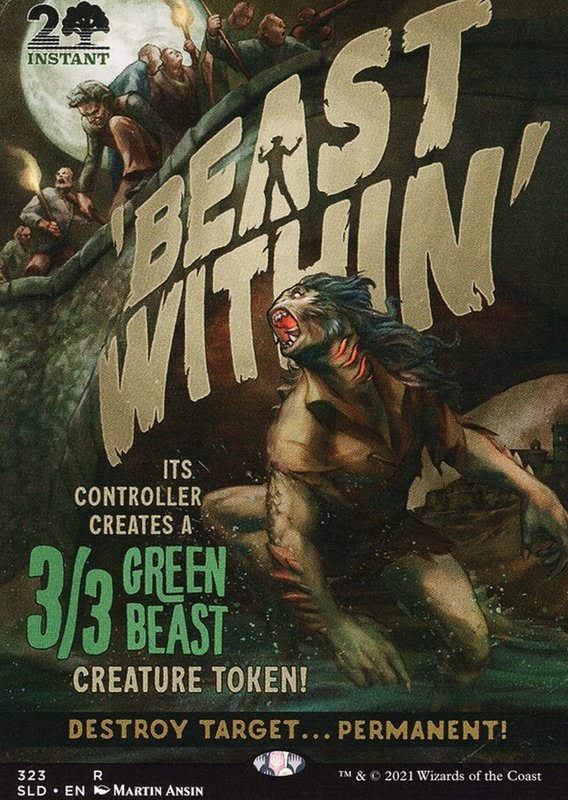 2
INSTANT
'BEAST
WITHIN'
ITS
CONTROLLER
CREATES A
3/3 GREEN
BEAST
CREATURE TOKEN!
DESTROY TARGET... PERMANENT!
323 R
SLD • EN MARTIN ANSIN
™ & © 2021 Wizards of the Coast